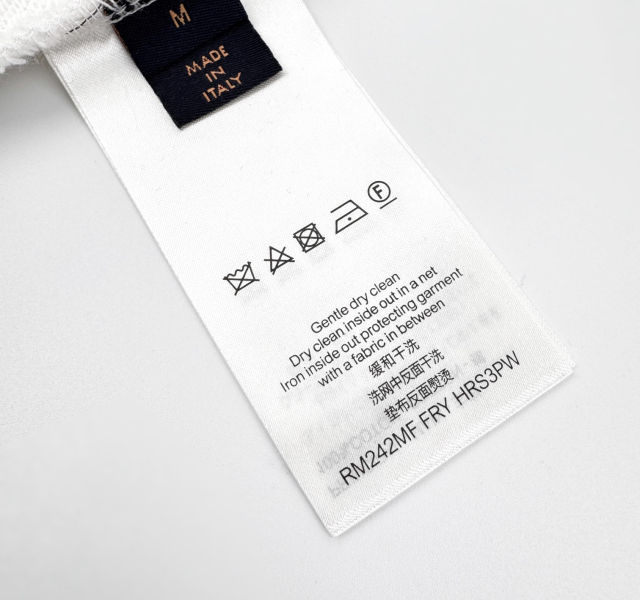 M
MADE
IN
ITALY
F
Gentle dry clean
Dry clean inside out in a net
Iron inside out protecting garment
with a fabric in between
缓和干洗
洗网中反面干洗
垫布反面熨烫
RM242MF FRY HRS3PW